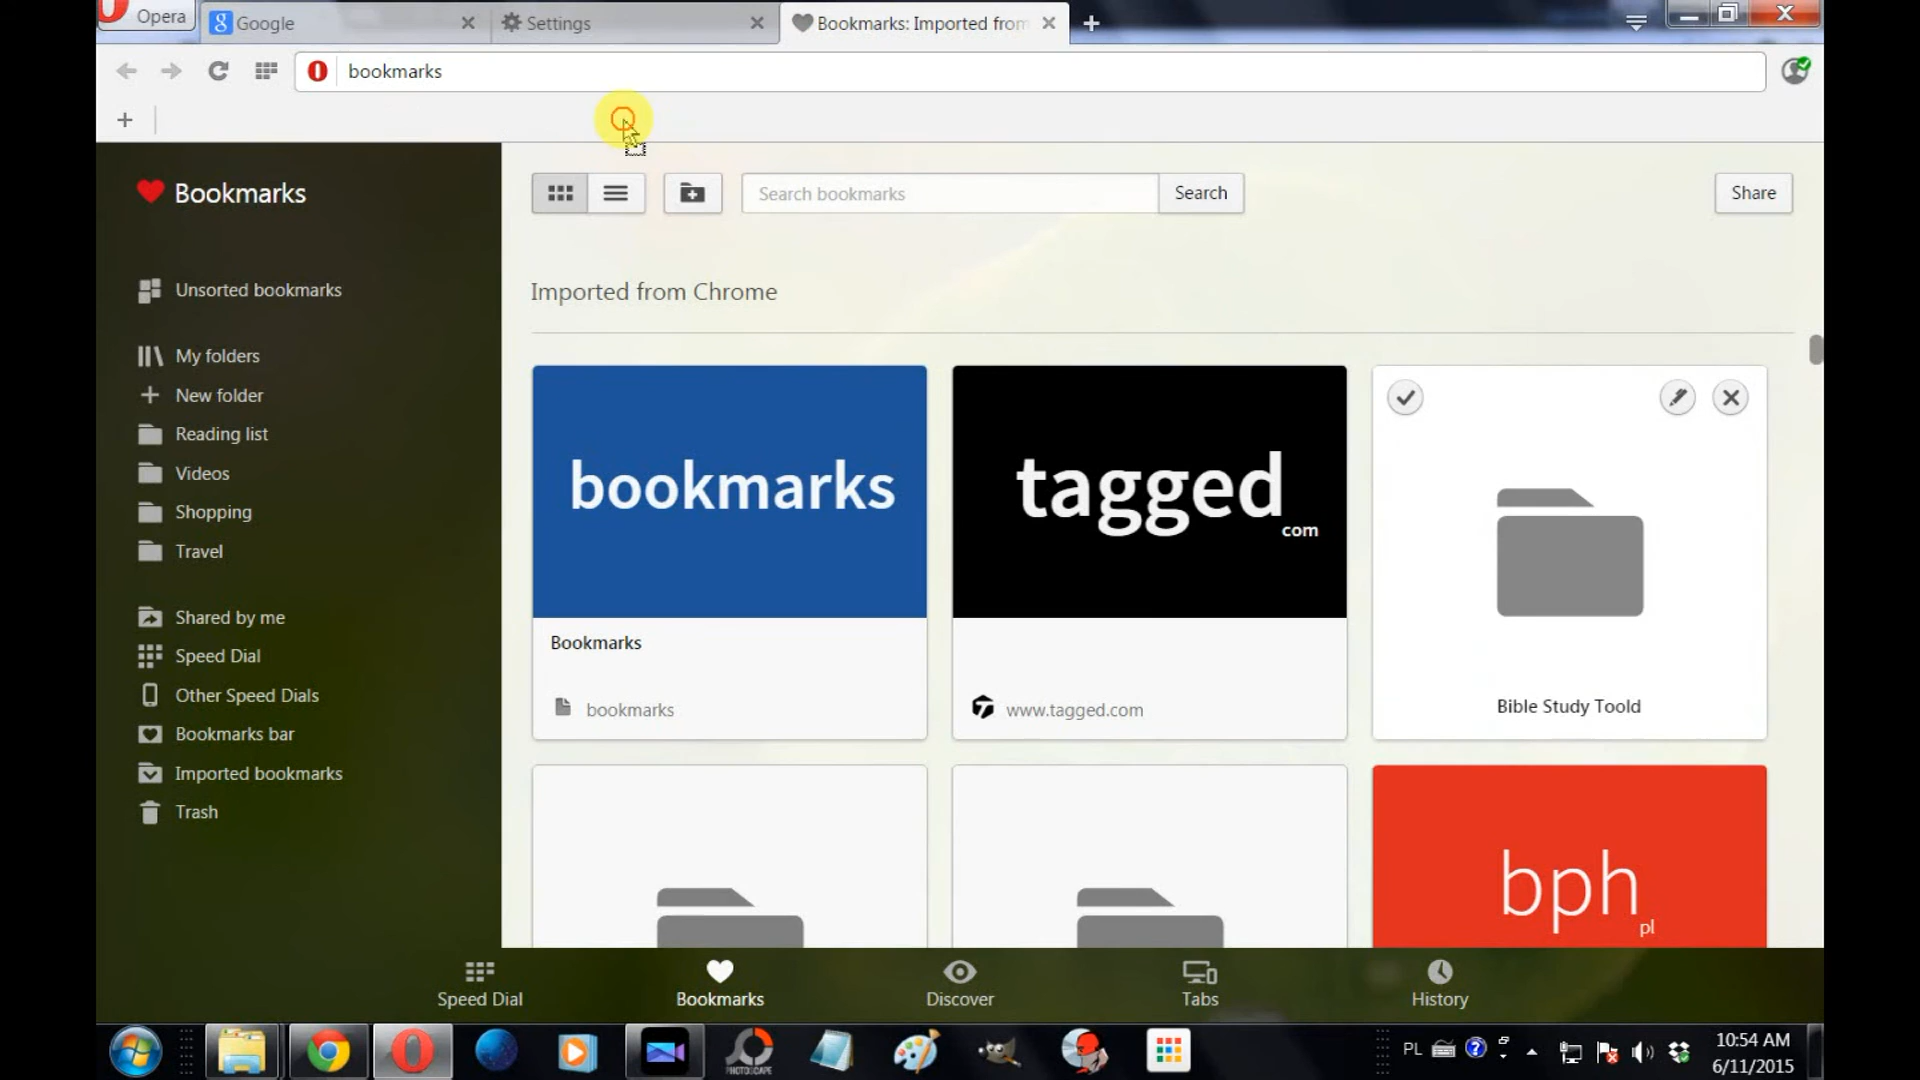 Opera
Google
Settings
Bookmarks: Imported from
bookmarks
Bookmarks
Search bookmarks
Search
Share
Unsorted bookmarks
Imported from Chrome
My folders
New folder
Reading list
Videos
Shopping
Travel
Shared by me
Speed Dial
Other Speed Dials
Bookmarks bar
Imported bookmarks
Trash
bookmarks
Bookmarks
bookmarks
tagged
com
www.tagged.com
Bible Study Toold
bph
pl
Speed Dial
Bookmarks
Discover
Tabs
History
PHOTOSCAPE
PL
10:54 AM
6/11/2015